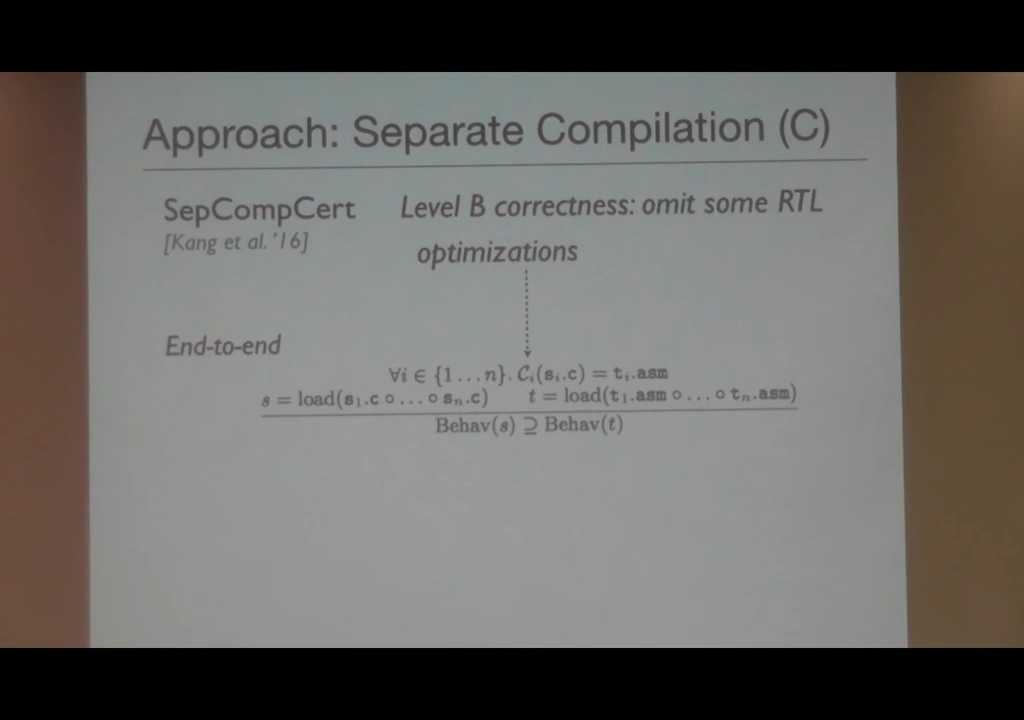 Approach: Separate Compilation (C)
SepCompCert Level B correctness: omit some RTL
[Kang et al. '16] optimizations
End-to-end
∀i ∈ {1...n}. 𝒞ᵢ(sᵢ.c) = tᵢ.asm
s = load(s₁.c ∘ ... ∘ sₙ.c) t = load(t₁.asm ∘ ... ∘ tₙ.asm)
Behav(s) ⊇ Behav(t)